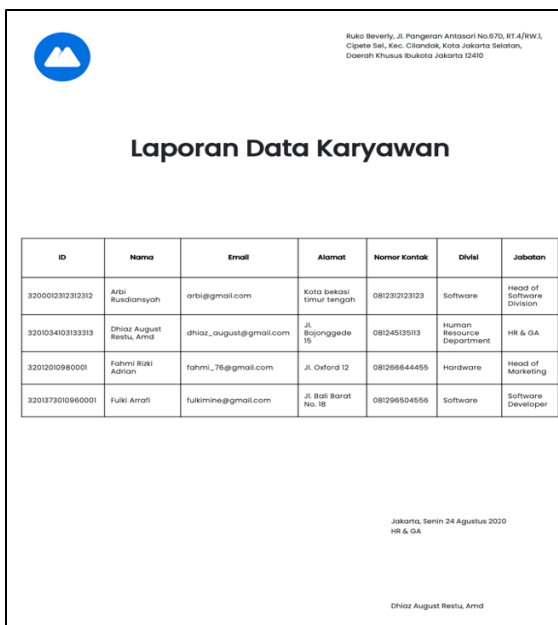 Ruko Beverly, Jl. Pangeran Antasari No.67D, RT.4/RW.1,
Cipete Sel., Kec. Cilandak, Kota Jakarta Selatan,
Daerah Khusus Ibukota Jakarta 12410
Laporan Data Karyawan
ID Nama Email Alamat Nomor Kontak Divisi Jabatan
3200012312312312 Arbi Rusdiansyah arbi@gmail.com Kota bekasi timur tengah 0812312123123 Software Head of Software Division
3201034103133313 Dhiaz August Restu, Amd dhiaz_august@gmail.com Jl. Bojonggede 15 081245135113 Human Resource Department HR & GA
32012010980001 Fahmi Rizki Adrian fahmi_76@gmail.com Jl. Oxford 12 081266644455 Hardware Head of Marketing
3201373010960001 Fulki Arrafi fulkimine@gmail.com Jl. Bali Barat No. 18 081296504556 Software Software Developer
Jakarta, Senin 24 Agustus 2020
HR & GA
Dhiaz August Restu, Amd